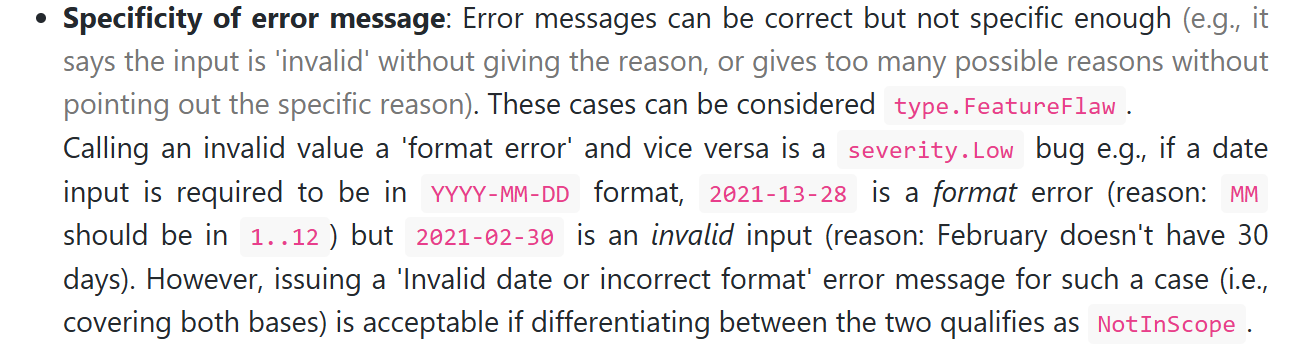 • Specificity of error message: Error messages can be correct but not specific enough (e.g., it
says the input is 'invalid' without giving the reason, or gives too many possible reasons without
pointing out the specific reason). These cases can be considered type.FeatureFlaw.
Calling an invalid value a 'format error' and vice versa is a severity.Low bug e.g., if a date
input is required to be in YYYY-MM-DD format, 2021-13-28 is a format error (reason: MM
should be in 1..12) but 2021-02-30 is an invalid input (reason: February doesn't have 30
days). However, issuing a 'Invalid date or incorrect format' error message for such a case (i.e.,
covering both bases) is acceptable if differentiating between the two qualifies as NotInScope.